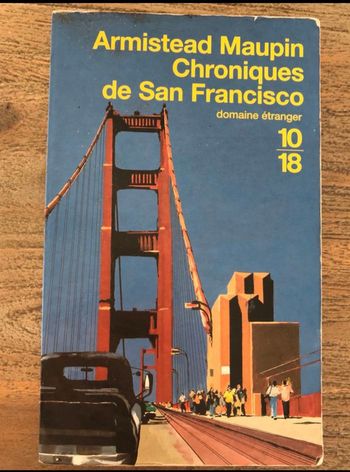 Armistead Maupin
Chroniques
de San Francisco
domaine étranger
10
18